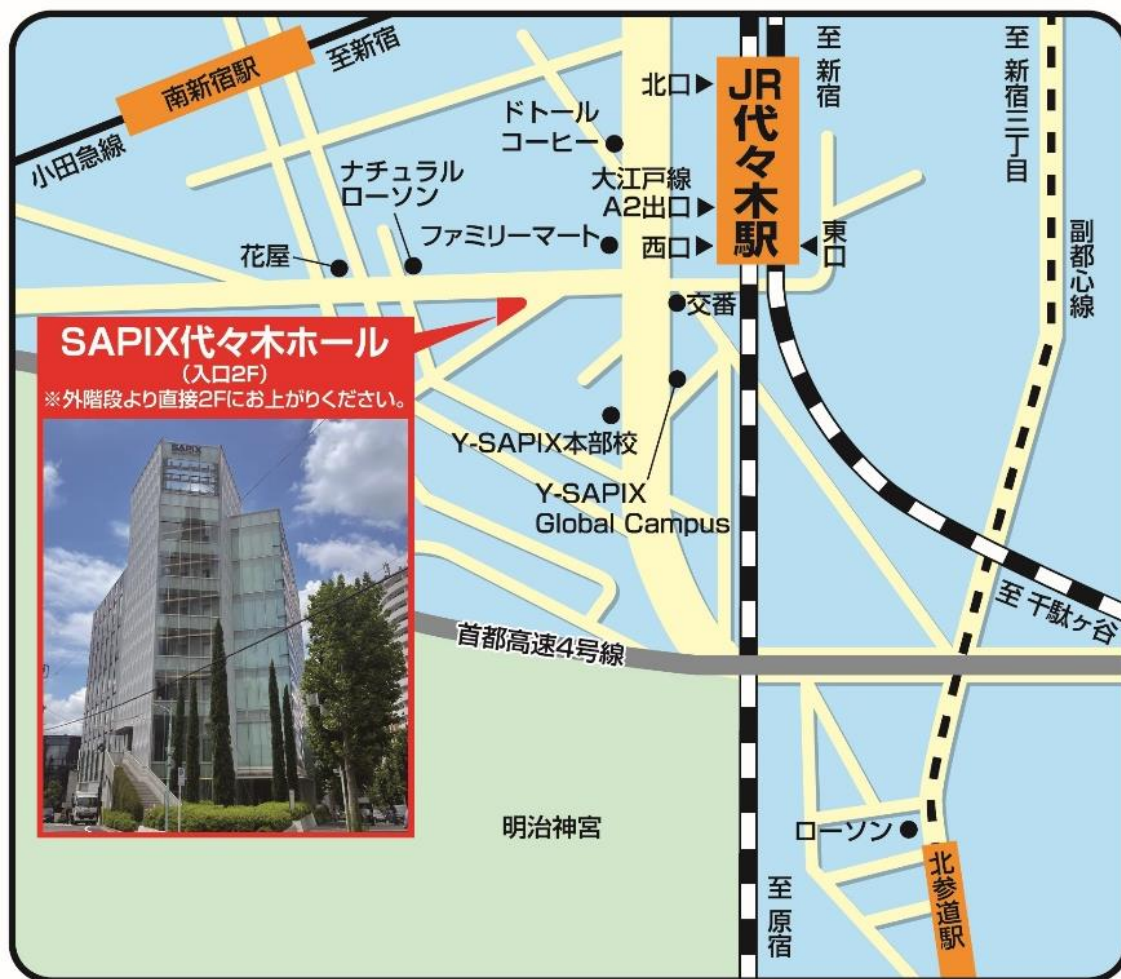 南新宿駅
至新宿
小田急線
ドトール
コーヒー
北口
JR代々木駅
至 新宿
至 新宿三丁目
大江戸線
A2出口
ナチュラル
ローソン
ファミリーマート
西口
東口
副都心線
花屋
交番
SAPIX代々木ホール
(入口2F)
※外階段より直接2Fにお上がりください。
SAPIX
Y-SAPIX本部校
Y-SAPIX
Global Campus
至 千駄ヶ谷
首都高速4号線
明治神宮
ローソン
北参道駅
至 原宿